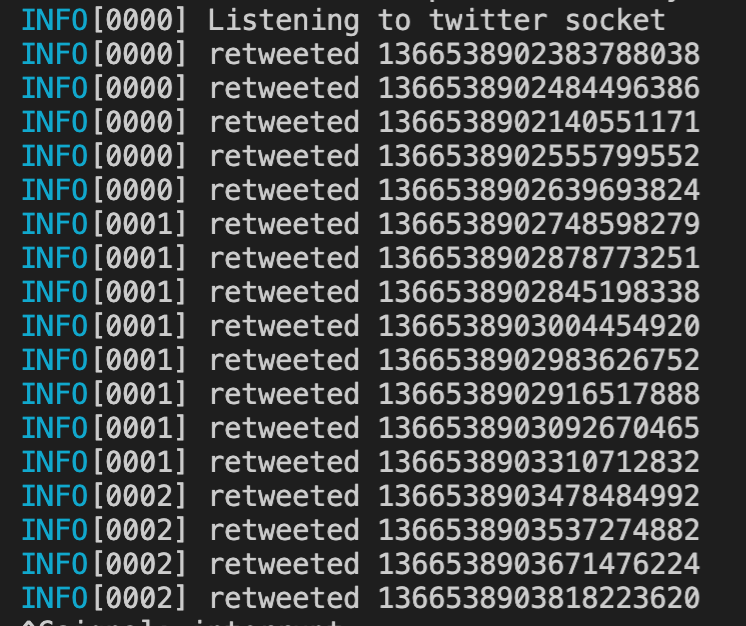 INFO[0000] Listening to twitter socket
INFO[0000] retweeted 1366538902383788038
INFO[0000] retweeted 1366538902484496386
INFO[0000] retweeted 1366538902140551171
INFO[0000] retweeted 1366538902555799552
INFO[0000] retweeted 1366538902639693824
INFO[0001] retweeted 1366538902748598279
INFO[0001] retweeted 1366538902878773251
INFO[0001] retweeted 1366538902845198338
INFO[0001] retweeted 1366538903004454920
INFO[0001] retweeted 1366538902983626752
INFO[0001] retweeted 1366538902916517888
INFO[0001] retweeted 1366538903092670465
INFO[0001] retweeted 1366538903310712832
INFO[0002] retweeted 1366538903478484992
INFO[0002] retweeted 1366538903537274882
INFO[0002] retweeted 1366538903671476224
INFO[0002] retweeted 1366538903818223620